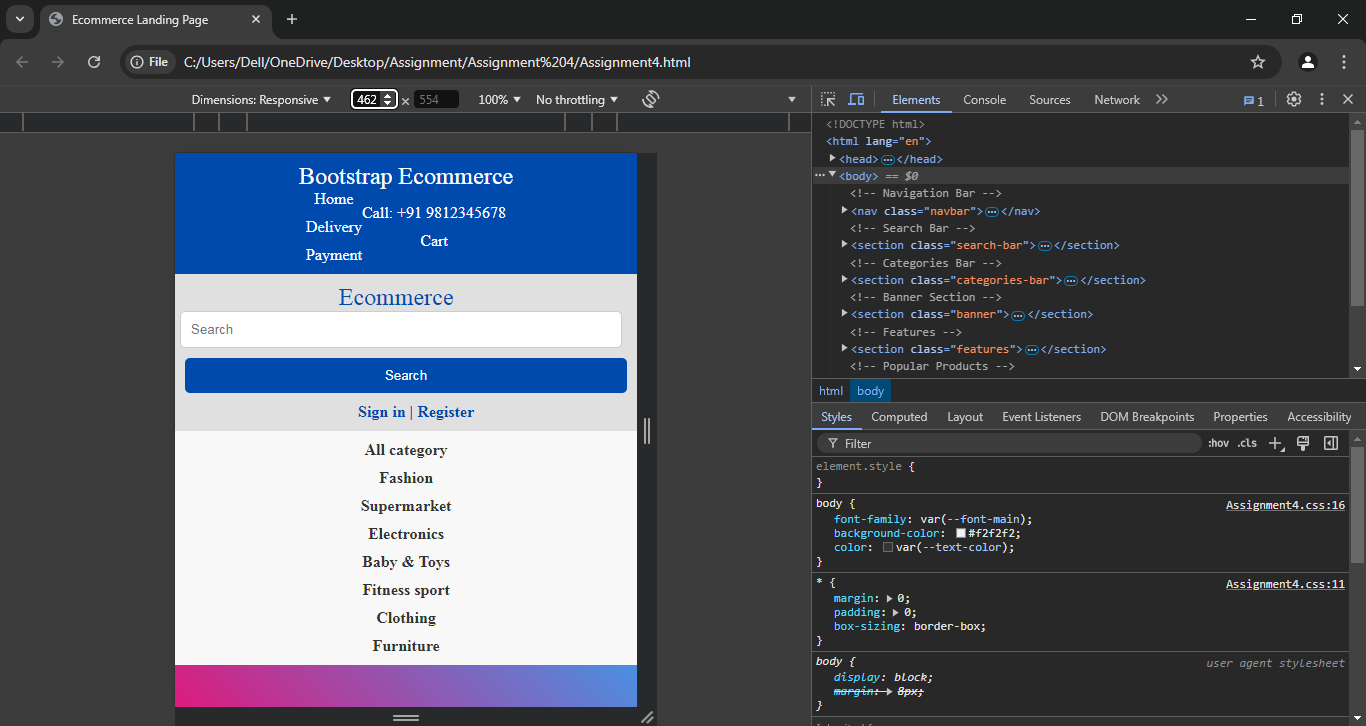 Ecommerce Landing Page
File C:/Users/Dell/OneDrive/Desktop/Assignment/Assignment%204/Assignment4.html
Dimensions: Responsive 462 × 554 100% No throttling
Elements Console Sources Network 1
Bootstrap Ecommerce
Home
Delivery
Payment
Call: +91 9812345678
Cart
Ecommerce
Search
Search
Sign in | Register
All category
Fashion
Supermarket
Electronics
Baby & Toys
Fitness sport
Clothing
Furniture
<!DOCTYPE html>
<html lang="en">
<head> ⋯ </head>
⋯ <body> == $0
<!-- Navigation Bar -->
<nav class="navbar"> ⋯ </nav>
<!-- Search Bar -->
<section class="search-bar"> ⋯ </section>
<!-- Categories Bar -->
<section class="categories-bar"> ⋯ </section>
<!-- Banner Section -->
<section class="banner"> ⋯ </section>
<!-- Features -->
<section class="features"> ⋯ </section>
<!-- Popular Products -->
html body
Styles Computed Layout Event Listeners DOM Breakpoints Properties Accessibility
Filter :hov .cls
element.style {
}
body { Assignment4.css:16
font-family: var(--font-main);
background-color: #f2f2f2;
color: var(--text-color);
}
* { Assignment4.css:11
margin: 0;
padding: 0;
box-sizing: border-box;
}
body { user agent stylesheet
display: block;
margin: 8px;
}